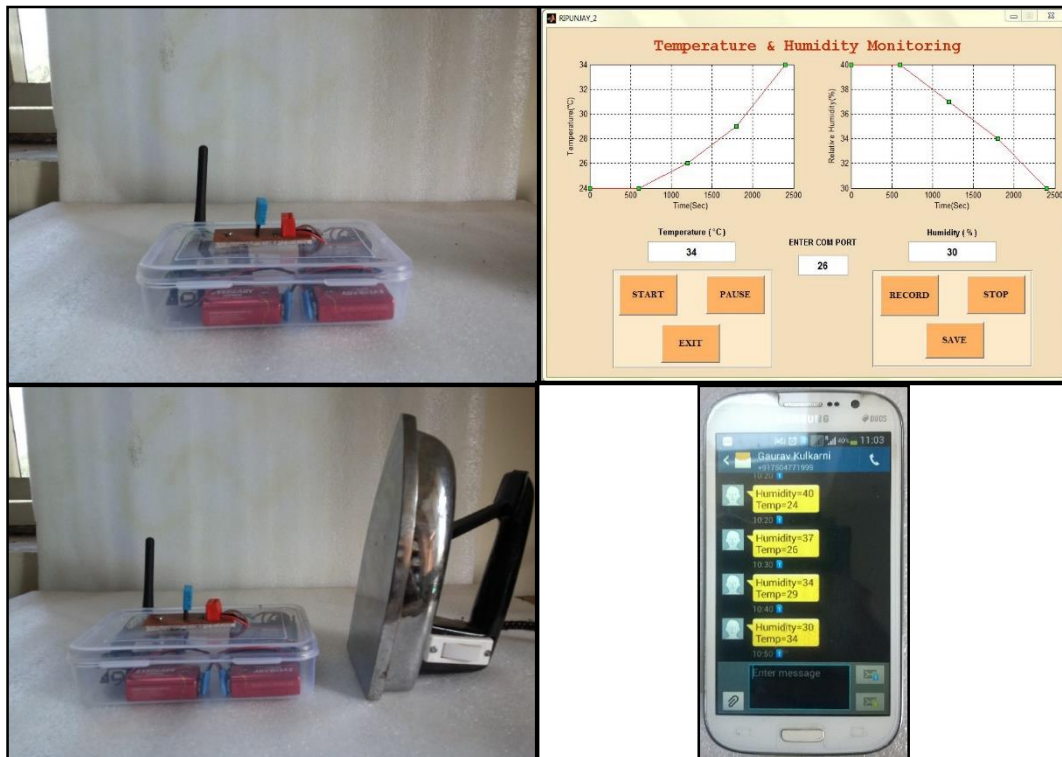 RIPUNJAY_2
Temperature & Humidity Monitoring
Temperature(°C)
34
32
30
28
26
24
0 500 1000 1500 2000 2500
Time(Sec)
Relative Humidity(%)
40
38
36
34
32
30
0 500 1000 1500 2000 2500
Time(Sec)
Temperature (°C)
34
ENTER COM PORT
26
Humidity (%)
30
START PAUSE
EXIT
RECORD STOP
SAVE
DUOS
40% 11:03
Gaurav Kulkarni
10:20
Humidity=40
Temp=24
10:20
Humidity=37
Temp=26
10:30
Humidity=34
Temp=29
10:40
Humidity=30
Temp=34
10:50
Enter message